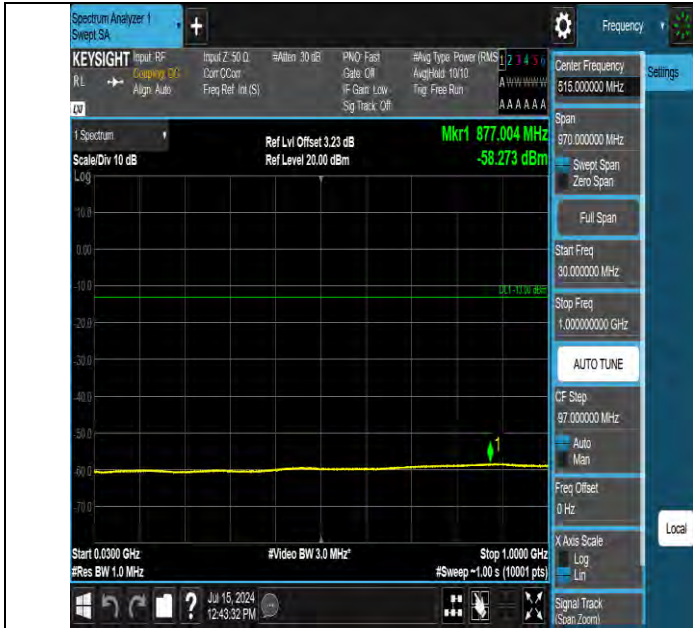 Spectrum Analyzer 1
Swept SA
Frequency
KEYSIGHT
RL
Input: RF
Coupling: DC
Align: Auto
Input Z: 50 Ω
Corr CCorr
Freq Ref: Int (S)
#Atten: 30 dB
PNO: Fast
Gate: Off
IF Gain: Low
Sig Track: Off
#Avg Type: Power (RMS
Avg|Hold: 10/10
Trig: Free Run
1 2 3 4 5 6
A W W W W W
A A A A A A
LW
1 Spectrum
Scale/Div 10 dB
Log
Ref Lvl Offset 3.23 dB
Ref Level 20.00 dBm
Mkr1 977.004 MHz
-58.273 dBm
10.0
0.00
-10.0
-20.0
-30.0
-40.0
-50.0
-60.0
-70.0
DL1 -13.00 dBm
1
Start 0.0300 GHz
#Res BW 1.0 MHz
#Video BW 3.0 MHz*
Stop 1.0000 GHz
#Sweep ~1.00 s (10001 pts)
Jul 15, 2024
12:43:32 PM
Center Frequency
515.000000 MHz
Settings
Span
970.000000 MHz
Swept Span
Zero Span
Full Span
Start Freq
30.000000 MHz
Stop Freq
1.000000000 GHz
AUTO TUNE
CF Step
97.000000 MHz
Auto
Man
Freq Offset
0 Hz
X Axis Scale
Log
Lin
Local
Signal Track
(Span Zoom)